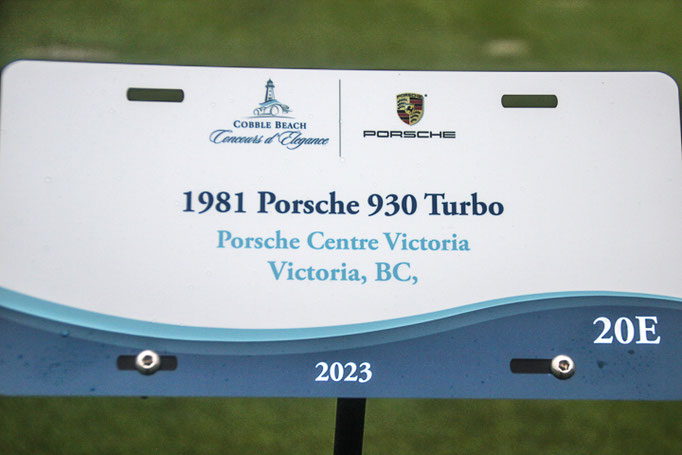 COBBLE BEACH
Concours d'Elegance
PORSCHE
1981 Porsche 930 Turbo
Porsche Centre Victoria
Victoria, BC,
20E
2023